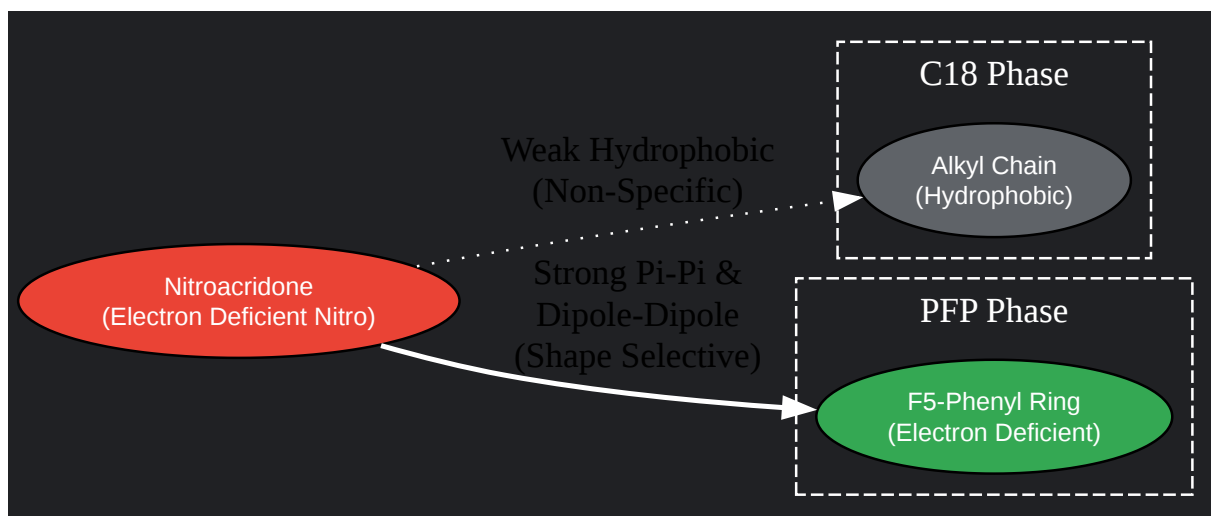 C18 Phase
Weak Hydrophobic
(Non-Specific)
Alkyl Chain
(Hydrophobic)
Nitroacridone
(Electron Deficient Nitro)
Strong Pi-Pi &
Dipole-Dipole
(Shape Selective)
PFP Phase
F5-Phenyl Ring
(Electron Deficient)